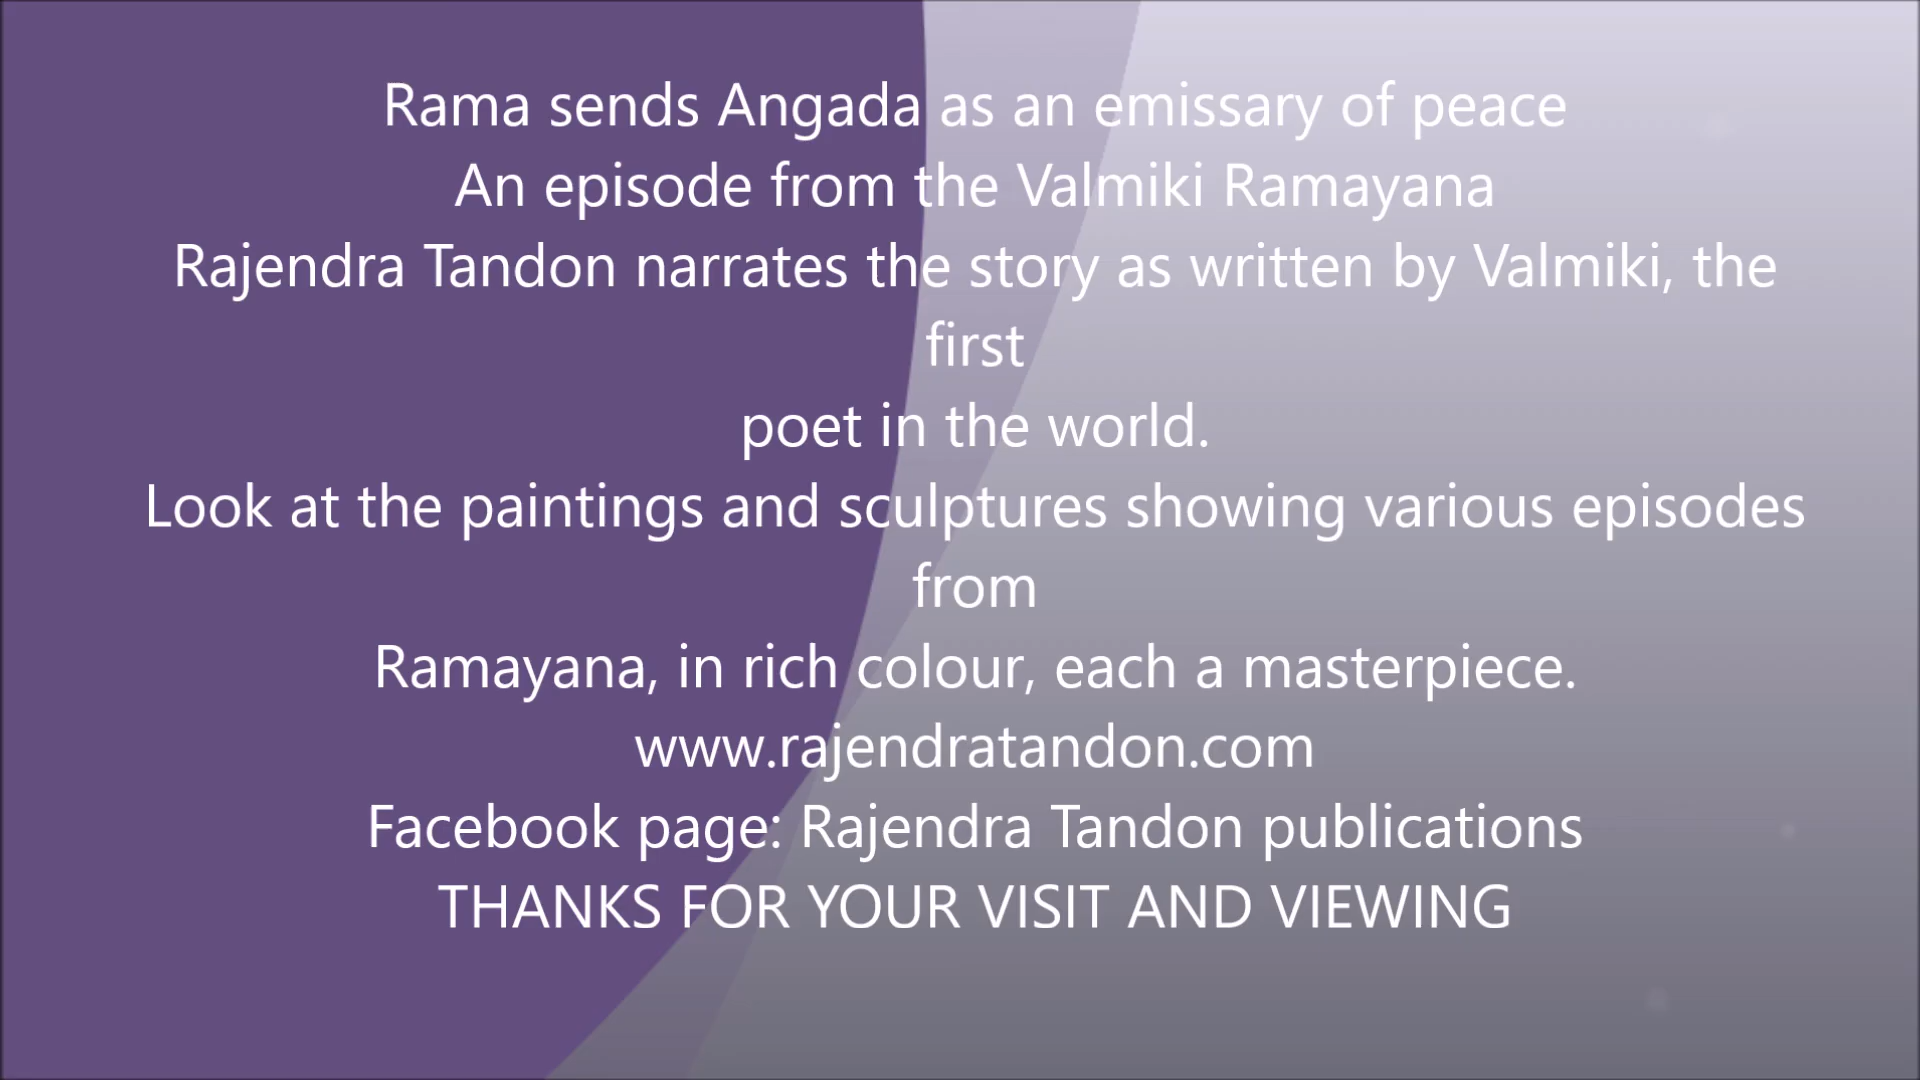 Rama sends Angada as an emissary of peace
An episode from the Valmiki Ramayana
Rajendra Tandon narrates the story as written by Valmiki, the
first
poet in the world.
Look at the paintings and sculptures showing various episodes
from
Ramayana, in rich colour, each a masterpiece.
www.rajendratandon.com
Facebook page: Rajendra Tandon publications
THANKS FOR YOUR VISIT AND VIEWING